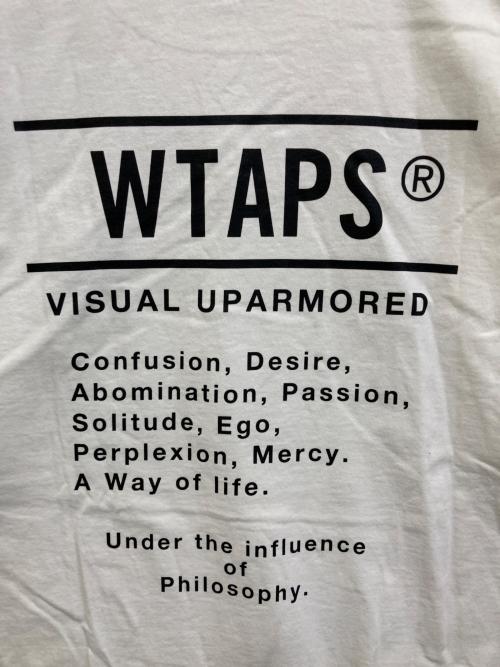 WTAPS®
VISUAL UPARMORED
Confusion, Desire,
Abomination, Passion,
Solitude, Ego,
Perplexion, Mercy.
A Way of life.
Under the influence
of
Philosophy.